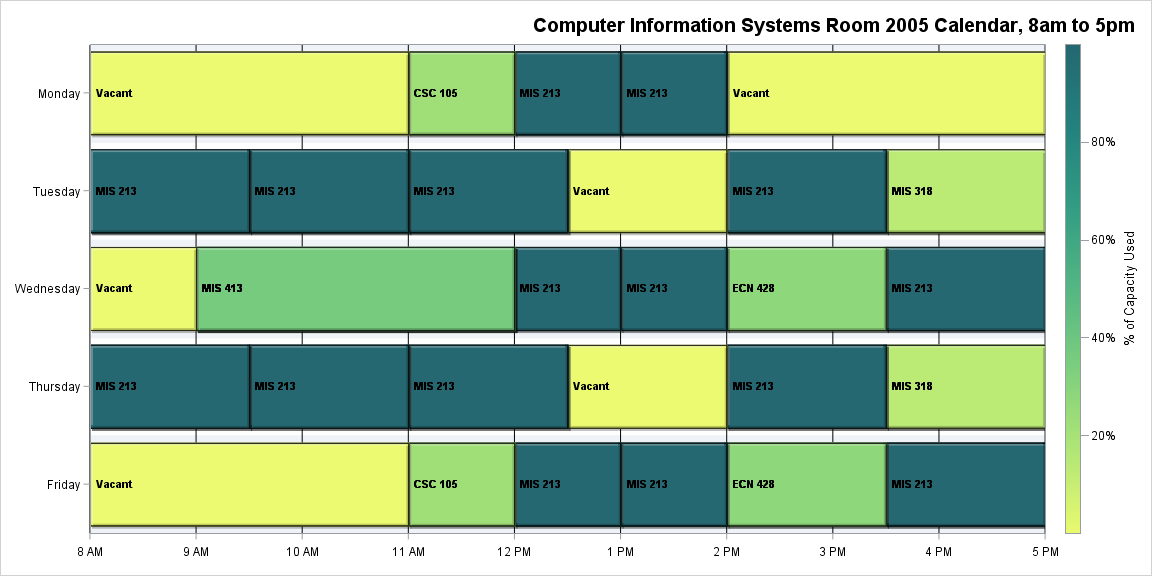 Computer Information Systems Room 2005 Calendar, 8am to 5pm
Monday Vacant CSC 105 MIS 213 MIS 213 Vacant
80%
Tuesday MIS 213 MIS 213 MIS 213 Vacant MIS 213 MIS 318
60%
% of Capacity Used
Wednesday Vacant MIS 413 MIS 213 MIS 213 ECN 428 MIS 213
40%
Thursday MIS 213 MIS 213 MIS 213 Vacant MIS 213 MIS 318
20%
Friday Vacant CSC 105 MIS 213 MIS 213 ECN 428 MIS 213
8 AM 9 AM 10 AM 11 AM 12 PM 1 PM 2 PM 3 PM 4 PM 5 PM